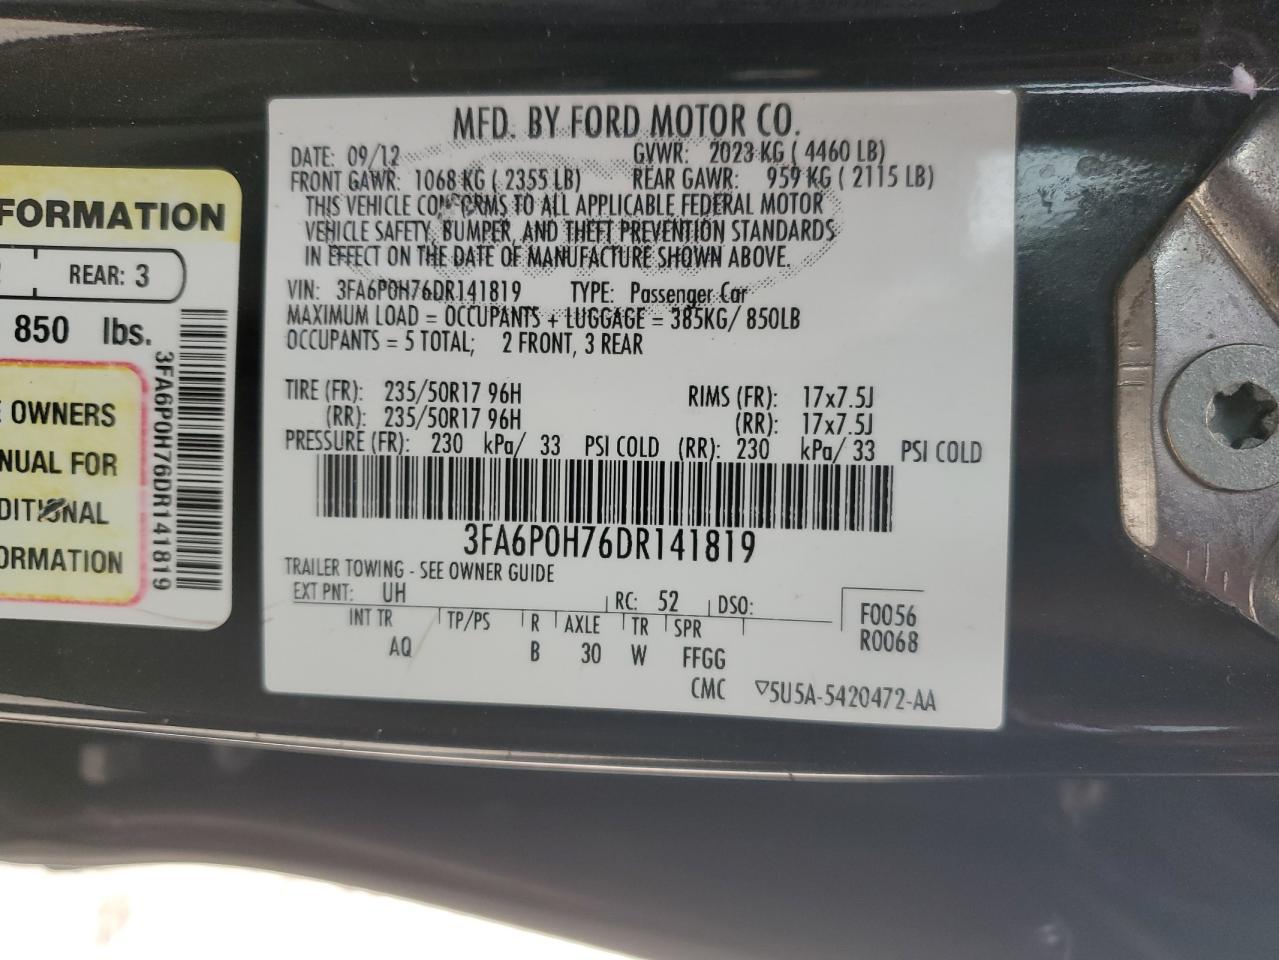 FORMATION
REAR: 3
850 lbs.
OWNERS
NUAL FOR
DITIONAL
ORMATION
3FA6P0H76DR141819
MFD. BY FORD MOTOR CO.
DATE: 09/12 GVWR: 2023 KG ( 4460 LB)
FRONT GAWR: 1068 KG ( 2355 LB) REAR GAWR: 959 KG ( 2115 LB)
THIS VEHICLE CONFORMS TO ALL APPLICABLE FEDERAL MOTOR
VEHICLE SAFETY, BUMPER, AND THEFT PREVENTION STANDARDS
IN EFFECT ON THE DATE OF MANUFACTURE SHOWN ABOVE.
VIN: 3FA6P0H76DR141819 TYPE: Passenger Car
MAXIMUM LOAD = OCCUPANTS + LUGGAGE = 385KG/ 850LB
OCCUPANTS = 5 TOTAL; 2 FRONT, 3 REAR
TIRE (FR): 235/50R17 96H RIMS (FR): 17x7.5J
(RR): 235/50R17 96H (RR): 17x7.5J
PRESSURE (FR): 230 kPa/ 33 PSI COLD (RR): 230 kPa/ 33 PSI COLD
3FA6P0H76DR141819
TRAILER TOWING - SEE OWNER GUIDE
EXT PNT: UH RC: 52 DSO: F0056
INT TR TP/PS R AXLE TR SPR R0068
AQ B 30 W FFGG
CMC ▽5U5A-5420472-AA